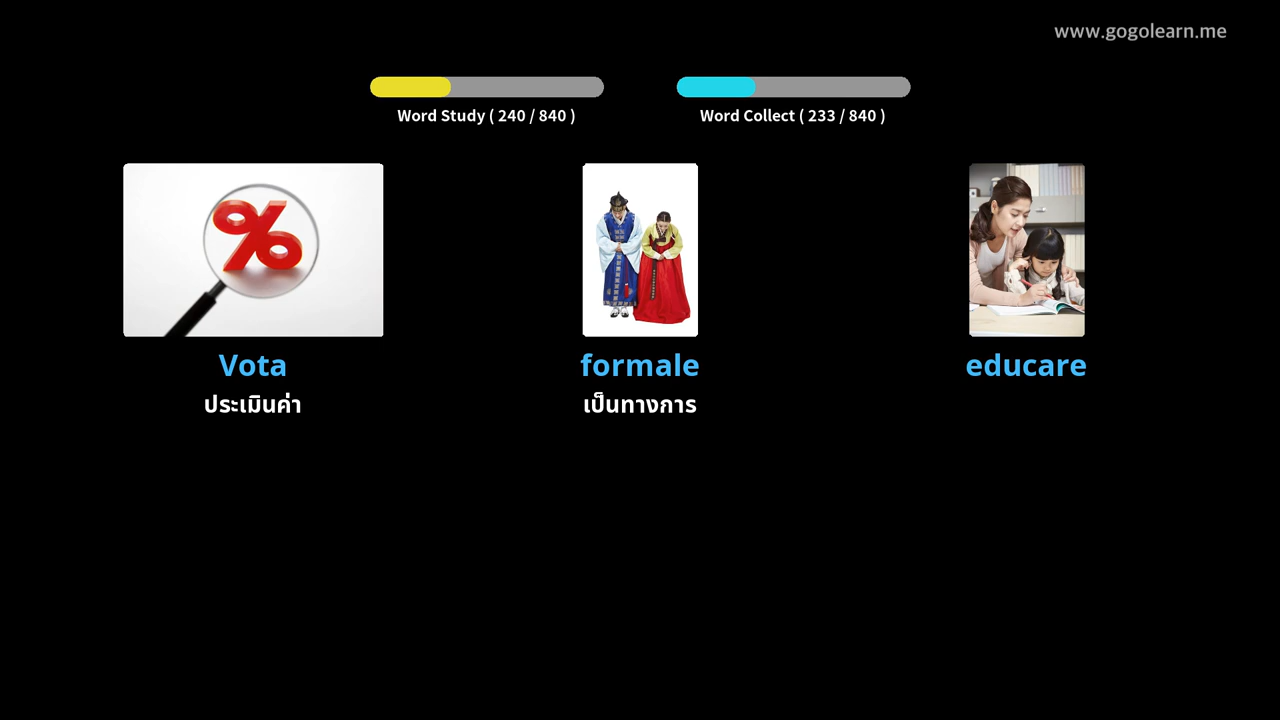 www.gogolearn.me
Word Study ( 240 / 840 )
Word Collect ( 233 / 840 )
%
Vota
formale
educare
ประเมินค่า
เป็นทางการ